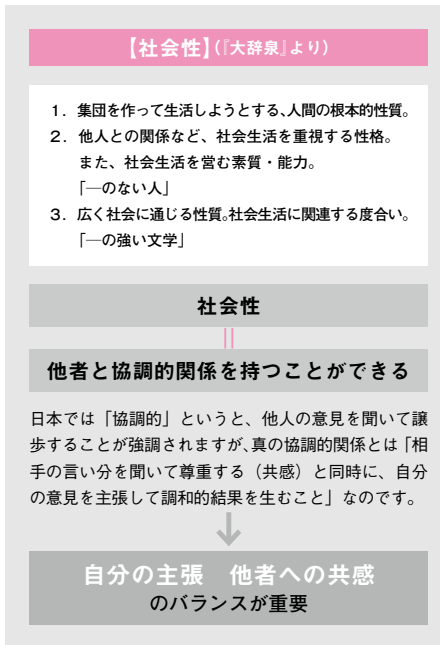 【社会性】(『大辞泉』より)
1. 集団を作って生活しようとする、人間の根本的性質。
2. 他人との関係など、社会生活を重視する性格。
また、社会生活を営む素質・能力。
「―のない人」
3. 広く社会に通じる性質。社会生活に関連する度合い。
「―の強い文学」
社会性
||
他者と協調的関係を持つことができる
日本では「協調的」というと、他人の意見を聞いて譲
歩することが強調されますが、真の協調的関係とは「相
手の言い分を聞いて尊重する（共感）と同時に、自分
の意見を主張して調和的結果を生むこと」なのです。
↓
自分の主張　他者への共感
のバランスが重要